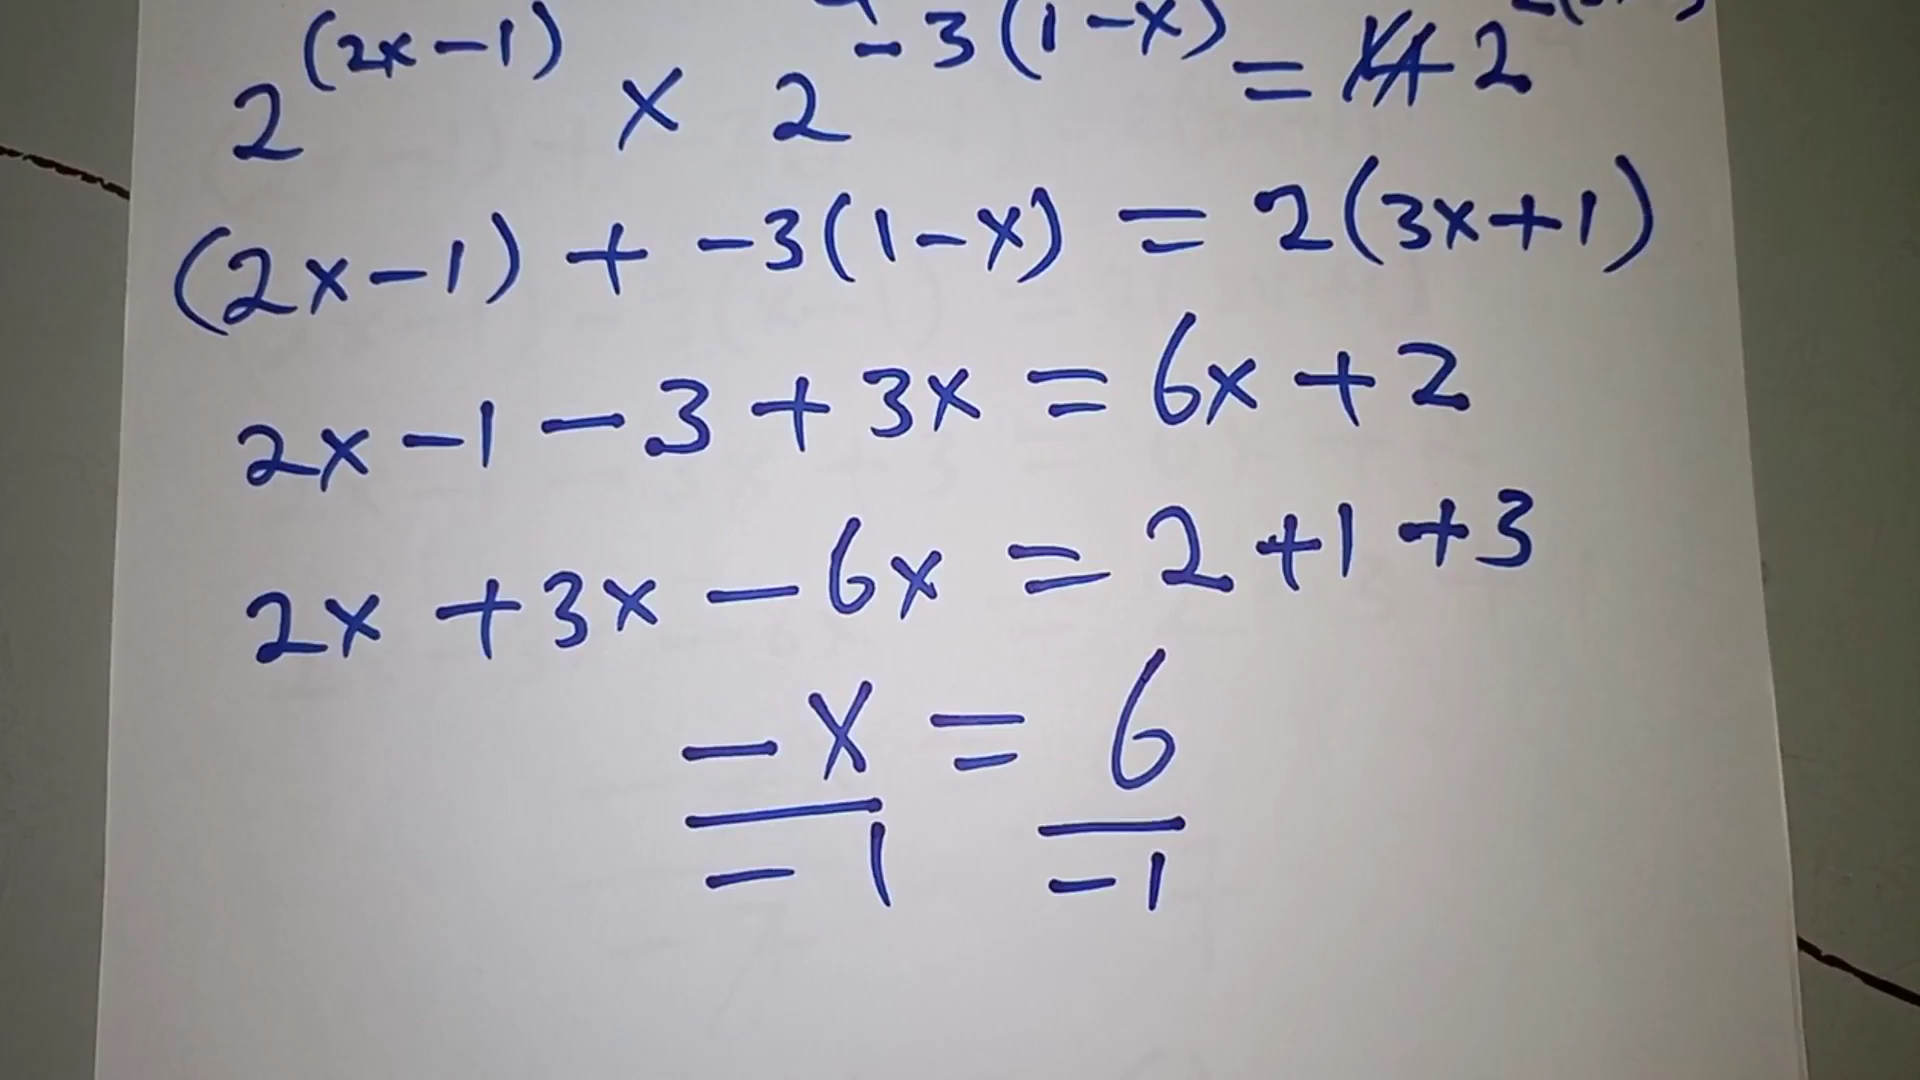 2^(2x-1) × 2^-3(1-x) = 2
(2x-1) + -3(1-x) = 2(3x+1)
2x -1 -3 + 3x = 6x + 2
2x + 3x - 6x = 2 +1 +3
-x = 6
-1 -1